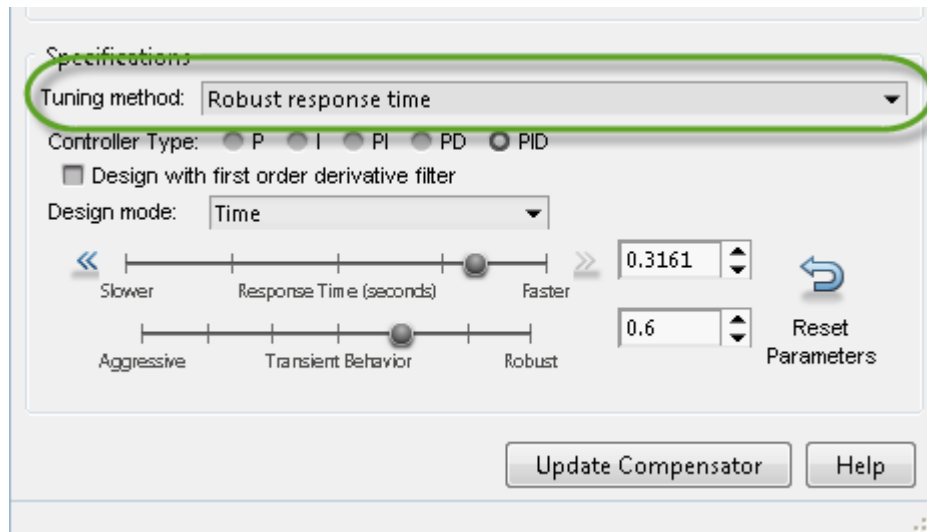 Specifications
Tuning method: Robust response time
Controller Type: P I PI PD PID
Design with first order derivative filter
Design mode: Time
0.3161
Slower Response Time (seconds) Faster
0.6
Aggressive Transient Behavior Robust
Reset
Parameters
Update Compensator Help